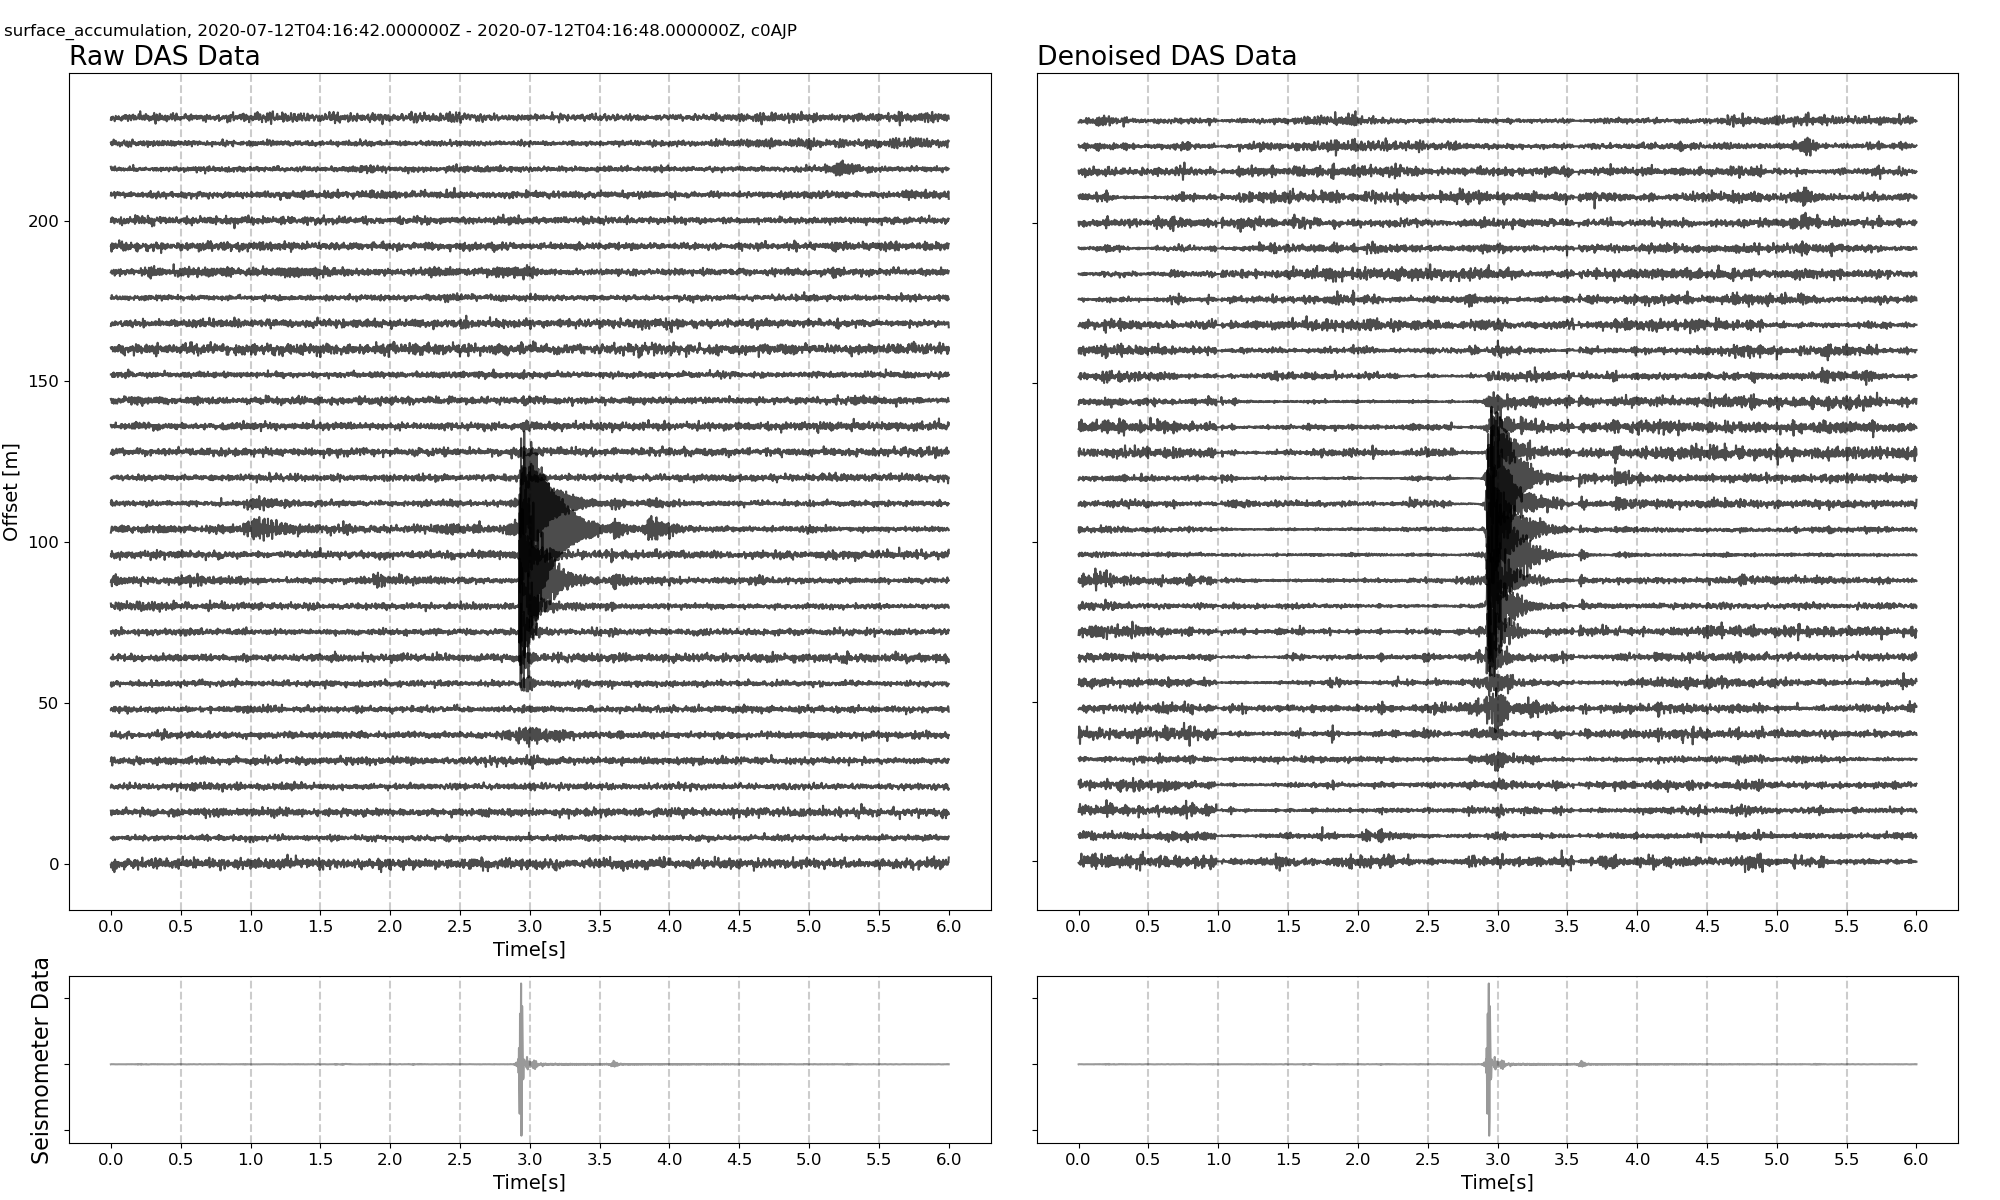 surface_accumulation, 2020-07-12T04:16:42.000000Z - 2020-07-12T04:16:48.000000Z, c0AJP
Raw DAS Data
Denoised DAS Data
Offset [m]
200
150
100
50
0
0.0 0.5 1.0 1.5 2.0 2.5 3.0 3.5 4.0 4.5 5.0 5.5 6.0
Time[s]
0.0 0.5 1.0 1.5 2.0 2.5 3.0 3.5 4.0 4.5 5.0 5.5 6.0
Seismometer Data
0.0 0.5 1.0 1.5 2.0 2.5 3.0 3.5 4.0 4.5 5.0 5.5 6.0
Time[s]
0.0 0.5 1.0 1.5 2.0 2.5 3.0 3.5 4.0 4.5 5.0 5.5 6.0
Time[s]